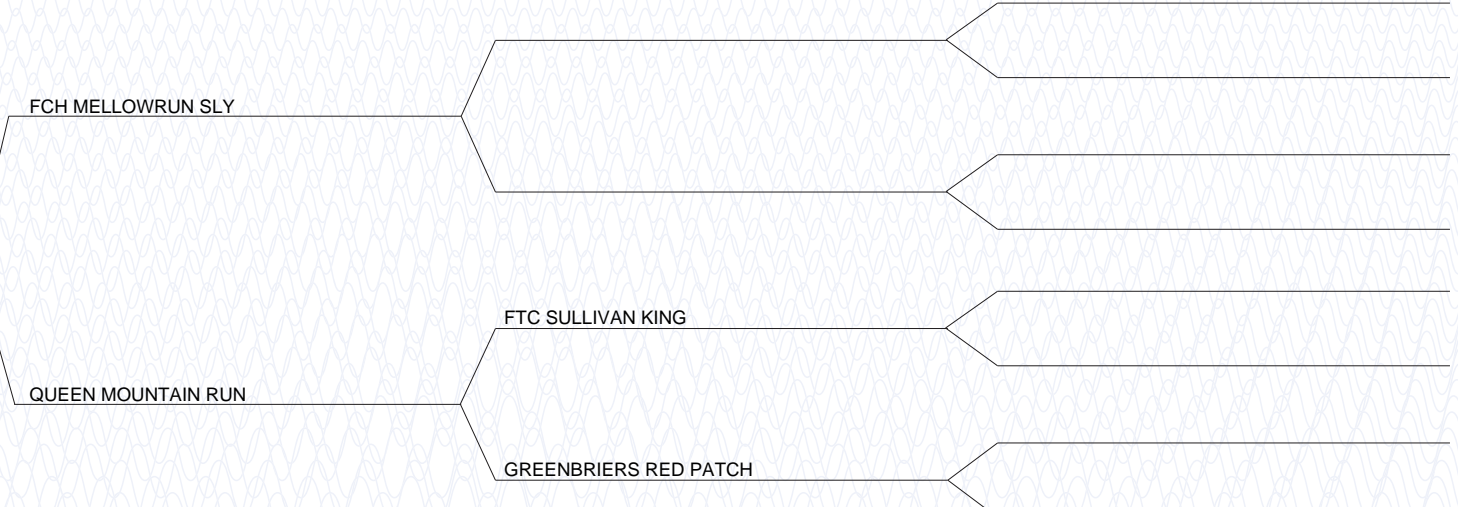 FCH MELLOWRUN SLY
FTC SULLIVAN KING
QUEEN MOUNTAIN RUN
GREENBRIERS RED PATCH